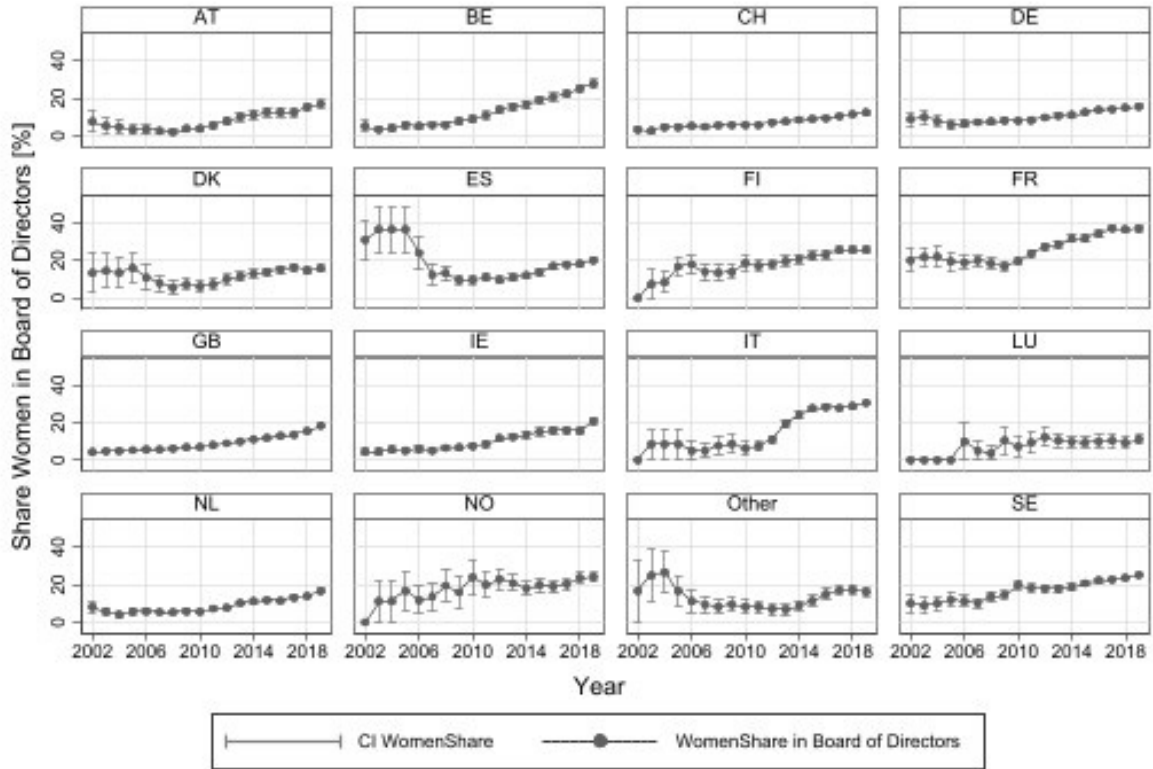 AT BE CH DE
40
20
0
DK ES FI FR
40
20
0
GB IE IT LU
40
20
0
NL NO Other SE
40
20
0
2002 2006 2010 2014 2018 2002 2006 2010 2014 2018 2002 2006 2010 2014 2018 2002 2006 2010 2014 2018
Share Women in Board of Directors [%]
Year
CI WomenShare WomenShare in Board of Directors